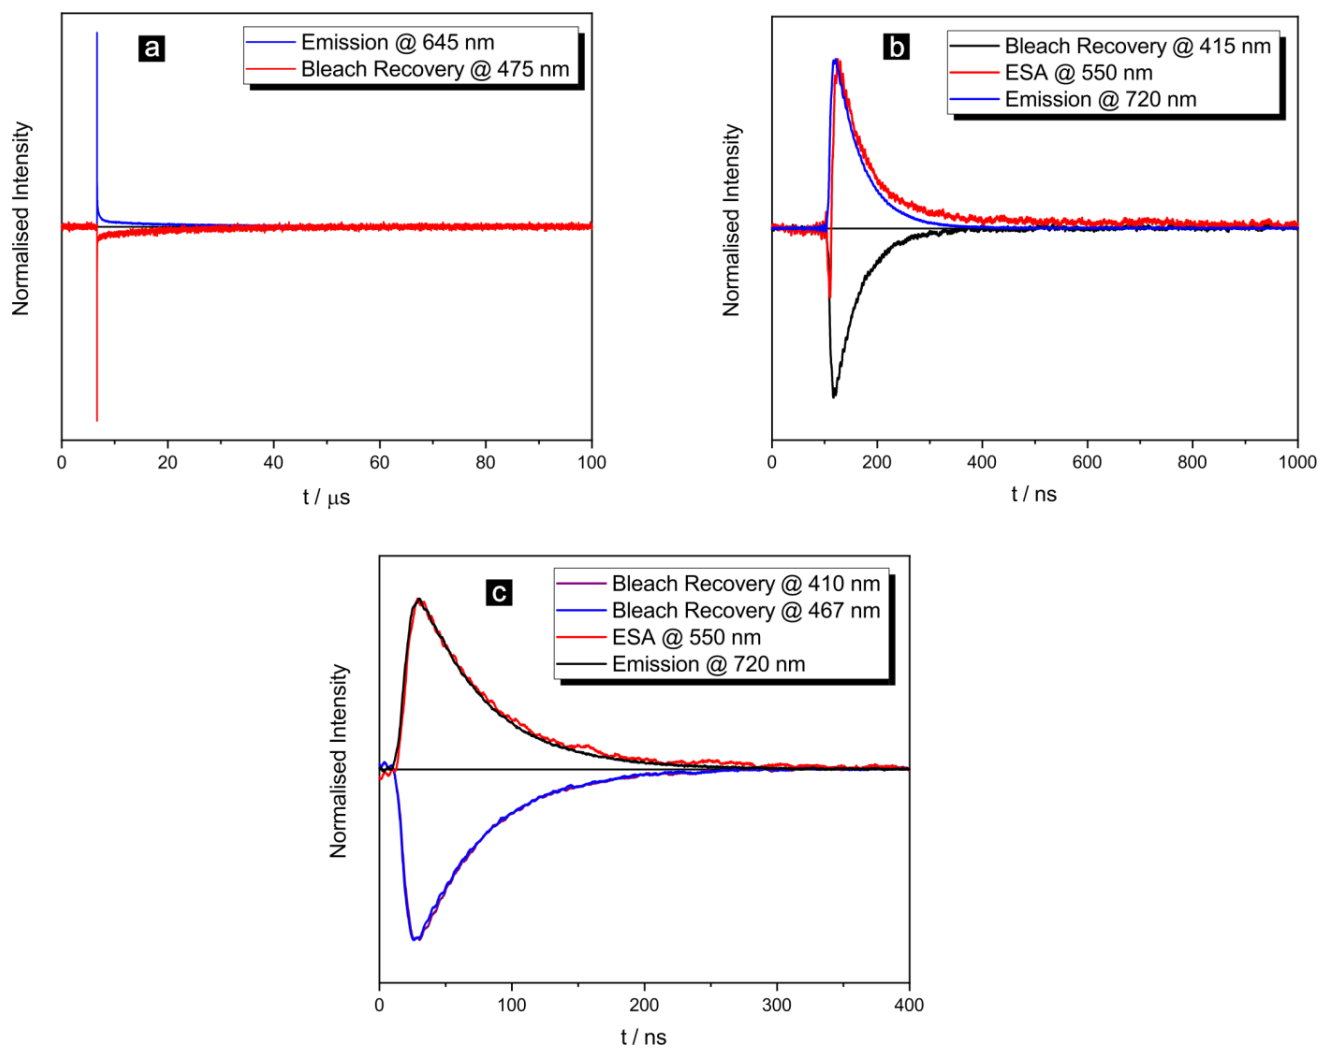 a
Emission @ 645 nm
Bleach Recovery @ 475 nm
Normalised Intensity
0 20 40 60 80 100
t / μs
b
Bleach Recovery @ 415 nm
ESA @ 550 nm
Emission @ 720 nm
Normalised Intensity
0 200 400 600 800 1000
t / ns
c
Bleach Recovery @ 410 nm
Bleach Recovery @ 467 nm
ESA @ 550 nm
Emission @ 720 nm
Normalised Intensity
0 100 200 300 400
t / ns